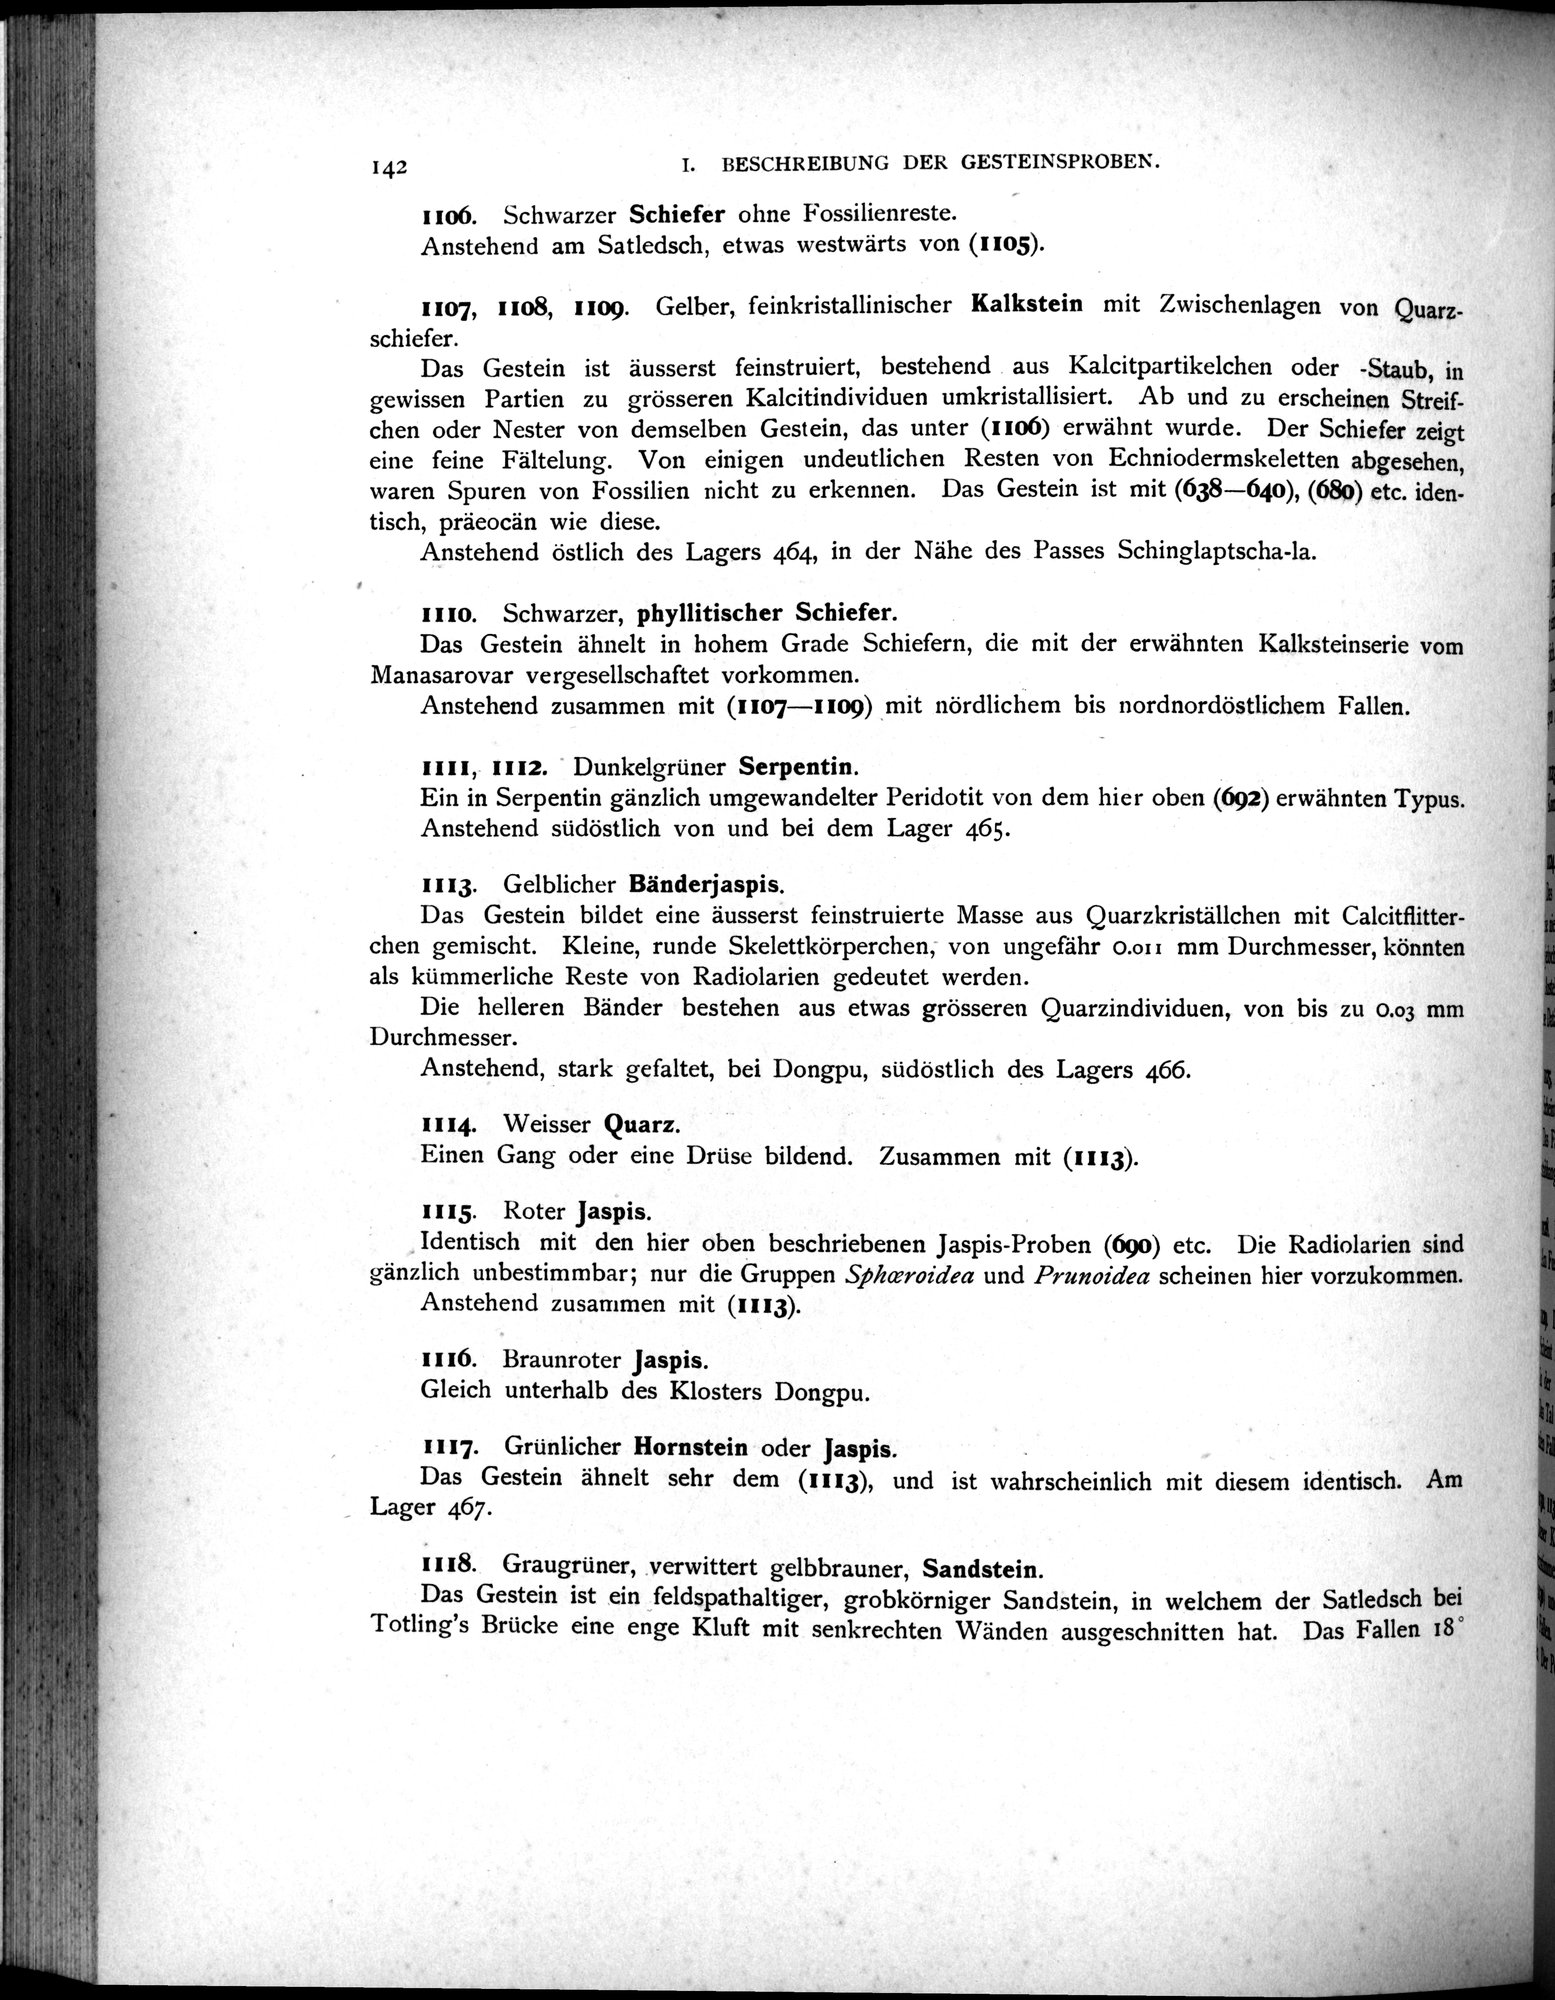 142 I. BESCHREIBUNG DER GESTEINSPROBEN.
1106. Schwarzer Schiefer ohne Fossilienreste.
Anstehend am Satledsch, etwas westwärts von (1105).
1107, 1108, 1109. Gelber, feinkristallinischer Kalkstein mit Zwischenlagen von Quarz-
schiefer.
Das Gestein ist äusserst feinstruiert, bestehend aus Kalcitpartikelchen oder -Staub, in
gewissen Partien zu grösseren Kalcitindividuen umkristallisiert. Ab und zu erscheinen Streif-
chen oder Nester von demselben Gestein, das unter (1106) erwähnt wurde. Der Schiefer zeigt
eine feine Fältelung. Von einigen undeutlichen Resten von Echniodermskeletten abgesehen,
waren Spuren von Fossilien nicht zu erkennen. Das Gestein ist mit (638—640), (680) etc. iden-
tisch, präeocän wie diese.
Anstehend östlich des Lagers 464, in der Nähe des Passes Schinglaptscha-la.
1110. Schwarzer, phyllitischer Schiefer.
Das Gestein ähnelt in hohem Grade Schiefern, die mit der erwähnten Kalksteinserie vom
Manasarovar vergesellschaftet vorkommen.
Anstehend zusammen mit (1107—1109) mit nördlichem bis nordnordöstlichem Fallen.
1111, 1112. Dunkelgrüner Serpentin.
Ein in Serpentin gänzlich umgewandelter Peridotit von dem hier oben (692) erwähnten Typus.
Anstehend südöstlich von und bei dem Lager 465.
1113. Gelblicher Bänderjaspis.
Das Gestein bildet eine äusserst feinstruierte Masse aus Quarzkriställchen mit Calcitflitter-
chen gemischt. Kleine, runde Skelettkörperchen, von ungefähr 0.011 mm Durchmesser, könnten
als kümmerliche Reste von Radiolarien gedeutet werden.
Die helleren Bänder bestehen aus etwas grösseren Quarzindividuen, von bis zu 0.03 mm
Durchmesser.
Anstehend, stark gefaltet, bei Dongpu, südöstlich des Lagers 466.
1114. Weisser Quarz.
Einen Gang oder eine Drüse bildend. Zusammen mit (1113).
1115. Roter Jaspis.
Identisch mit den hier oben beschriebenen Jaspis-Proben (690) etc. Die Radiolarien sind
gänzlich unbestimmbar; nur die Gruppen Sphœroidea und Prunoidea scheinen hier vorzukommen.
Anstehend zusammen mit (1113).
1116. Braunroter Jaspis.
Gleich unterhalb des Klosters Dongpu.
1117. Grünlicher Hornstein oder Jaspis.
Das Gestein ähnelt sehr dem (1113), und ist wahrscheinlich mit diesem identisch. Am
Lager 467.
1118. Graugrüner, verwittert gelbbrauner, Sandstein.
Das Gestein ist ein feldspathaltiger, grobkörniger Sandstein, in welchem der Satledsch bei
Totling's Brücke eine enge Kluft mit senkrechten Wänden ausgeschnitten hat. Das Fallen 18°